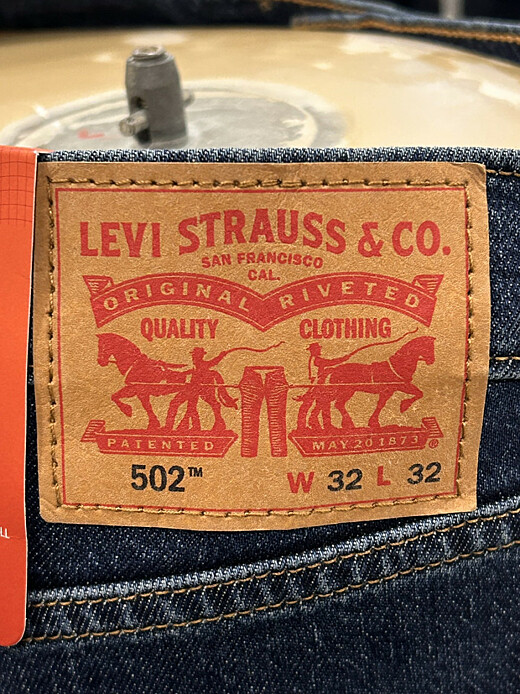 LEVI STRAUSS & CO.
SAN FRANCISCO
CAL.
ORIGINAL RIVETED
QUALITY CLOTHING
PATENTED MAY 20 1873 ®
502™ W 32 L 32